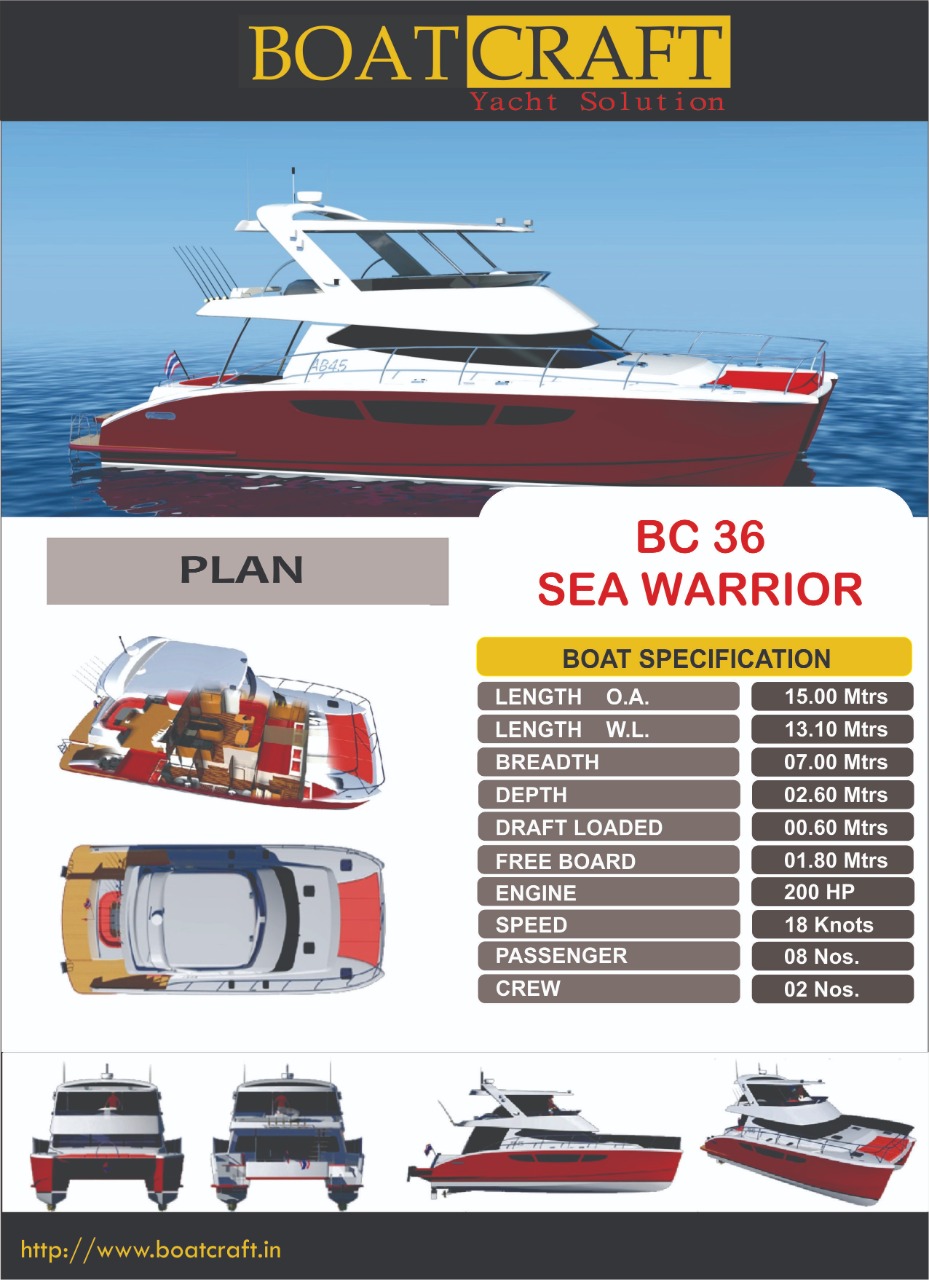 BOATCRAFT
Yacht Solution
AB45
PLAN
BC 36
SEA WARRIOR
BOAT SPECIFICATION
LENGTH O.A. 15.00 Mtrs
LENGTH W.L. 13.10 Mtrs
BREADTH 07.00 Mtrs
DEPTH 02.60 Mtrs
DRAFT LOADED 00.60 Mtrs
FREE BOARD 01.80 Mtrs
ENGINE 200 HP
SPEED 18 Knots
PASSENGER 08 Nos.
CREW 02 Nos.
http://www.boatcraft.in